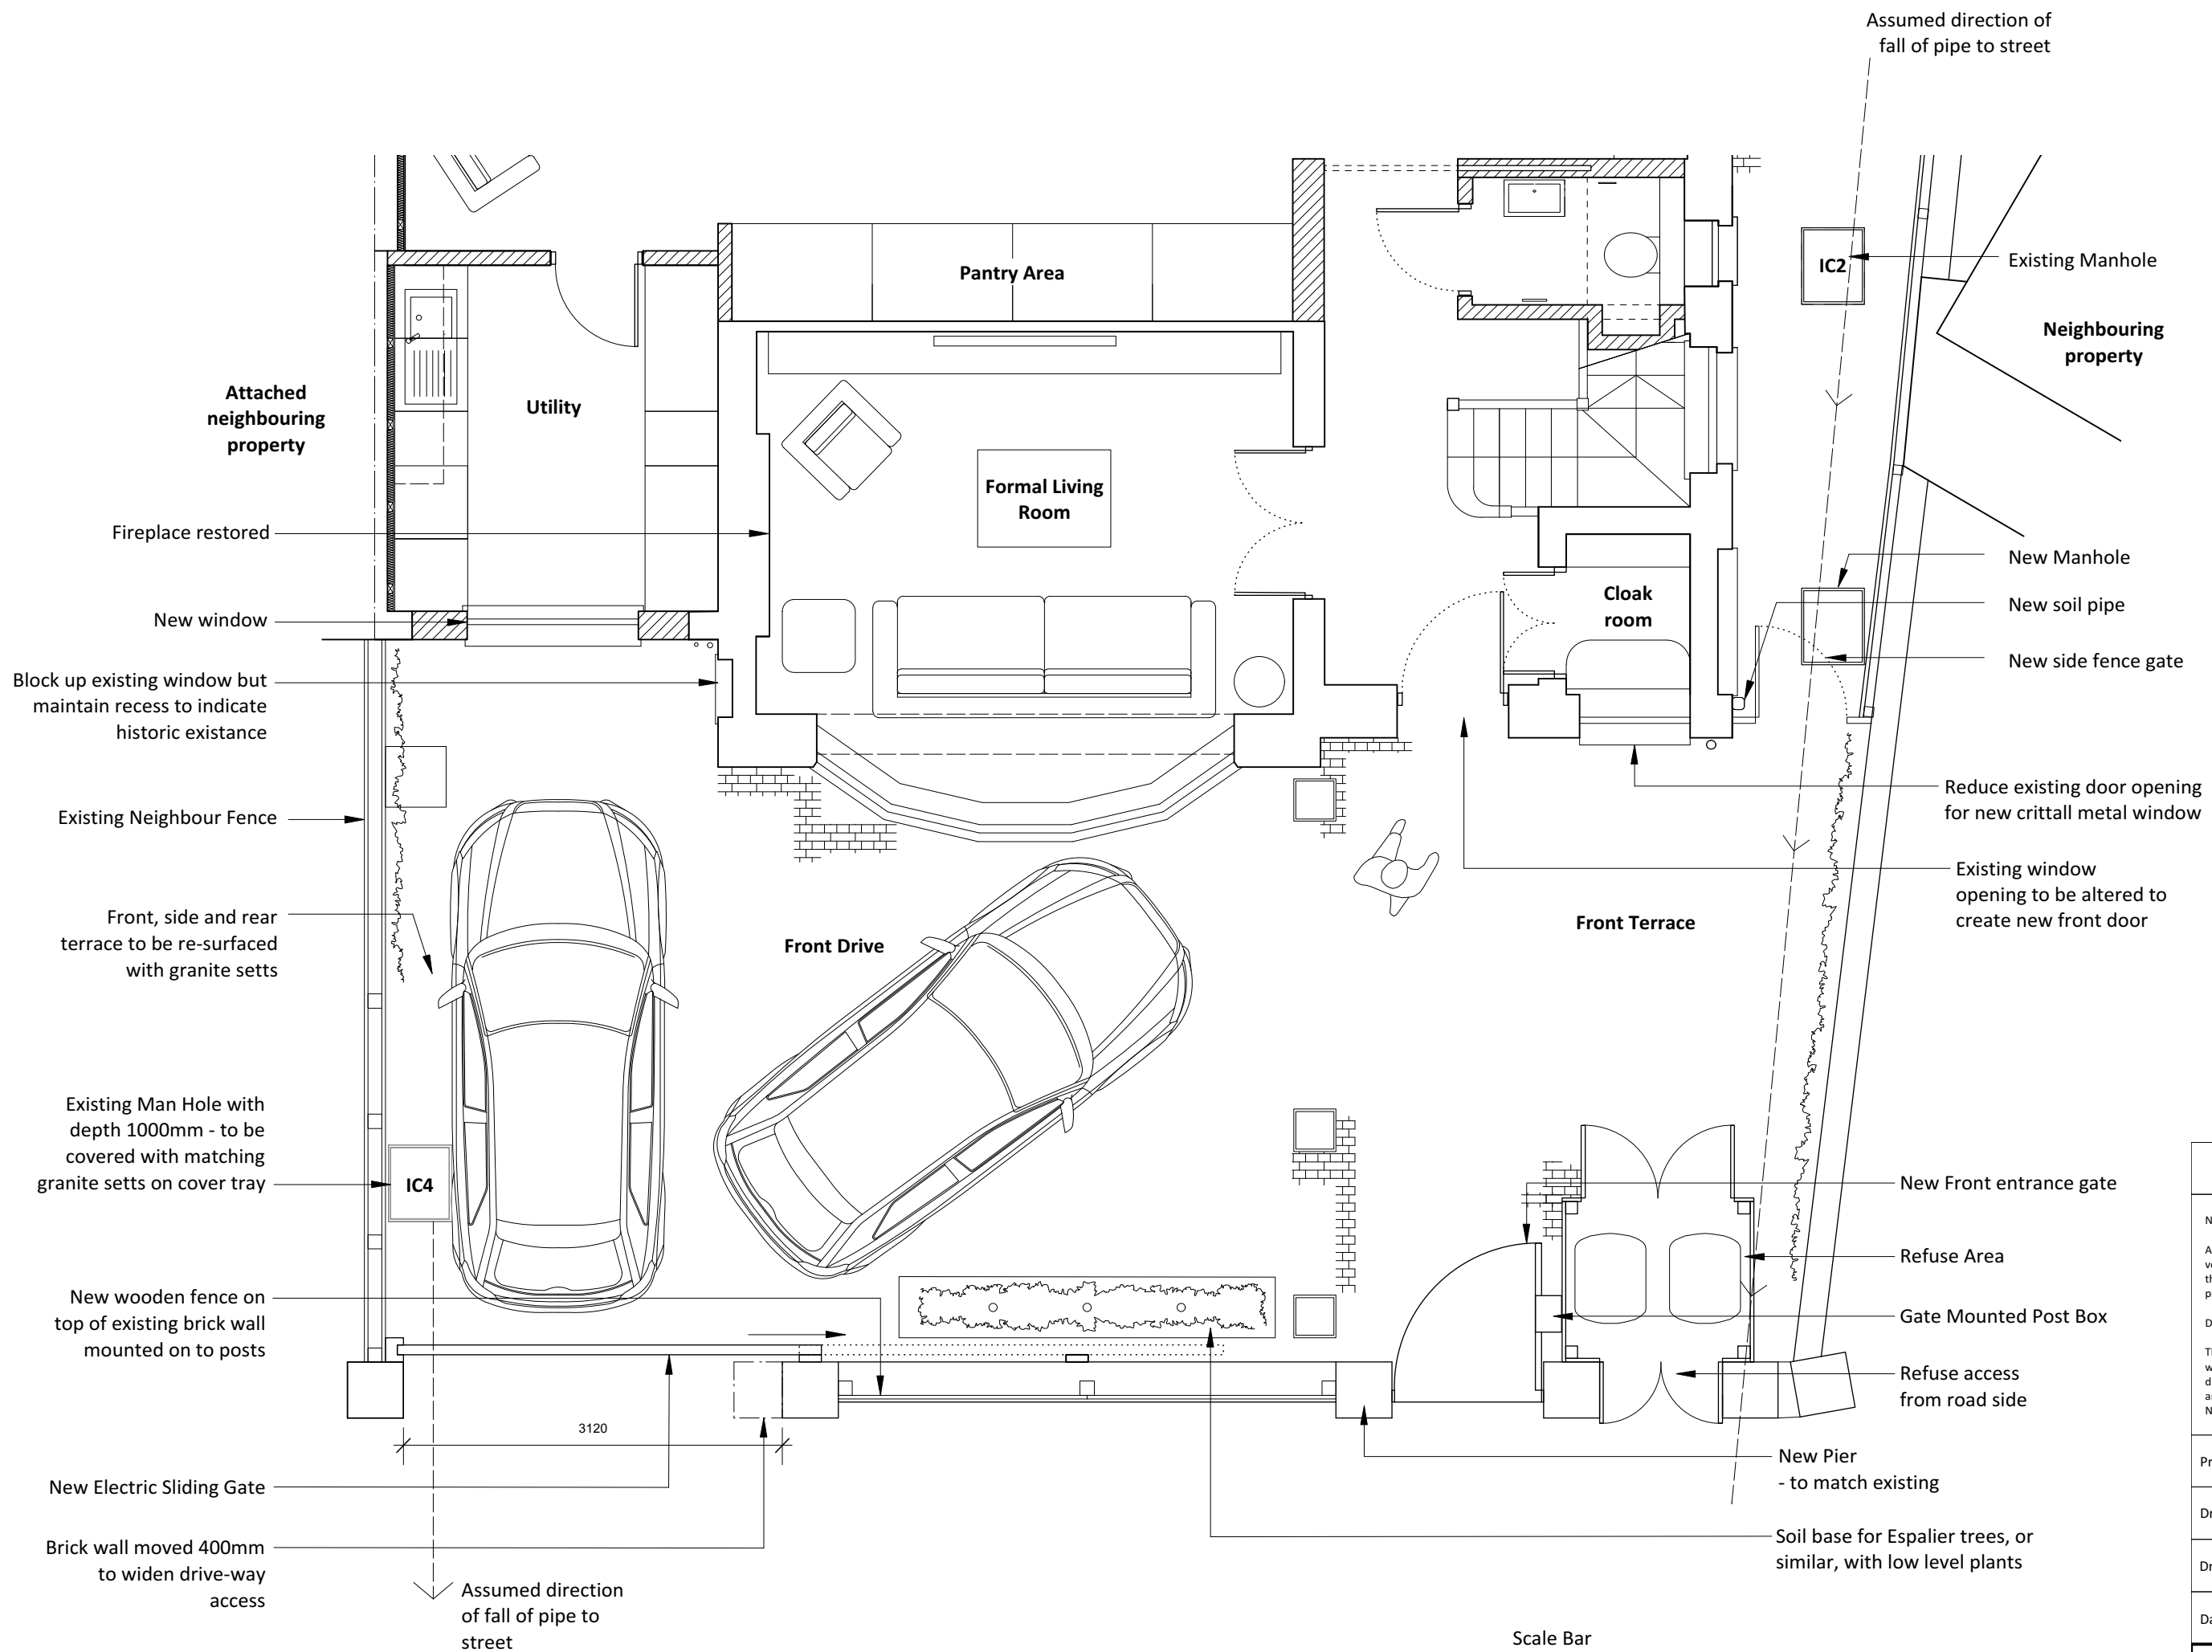 Assumed direction of
fall of pipe to street
Pantry Area
IC2
Existing Manhole
Neighbouring
property
Attached
neighbouring
property
Utility
Formal Living
Room
Fireplace restored
New Manhole
Cloak
room
New soil pipe
New window
New side fence gate
Block up existing window but
maintain recess to indicate
historic existance
Reduce existing door opening
for new crittall metal window
Existing Neighbour Fence
Existing window
opening to be altered to
create new front door
Front, side and rear
terrace to be re-surfaced
with granite setts
Front Drive
Front Terrace
Existing Man Hole with
depth 1000mm - to be
covered with matching
granite setts on cover tray
IC4
New Front entrance gate
Refuse Area
New wooden fence on
top of existing brick wall
mounted on to posts
Gate Mounted Post Box
Refuse access
from road side
3120
New Pier
- to match existing
New Electric Sliding Gate
Soil base for Espalier trees, or
similar, with low level plants
Brick wall moved 400mm
to widen drive-way
access
Assumed direction
of fall of pipe to
street
Scale Bar